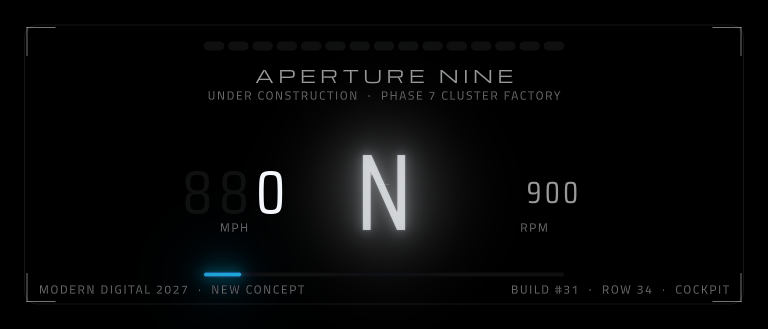 APERTURE NINE
UNDER CONSTRUCTION · PHASE 7 CLUSTER FACTORY
N
880
MPH
900
RPM
MODERN DIGITAL 2027 · NEW CONCEPT
BUILD #31 · ROW 34 · COCKPIT